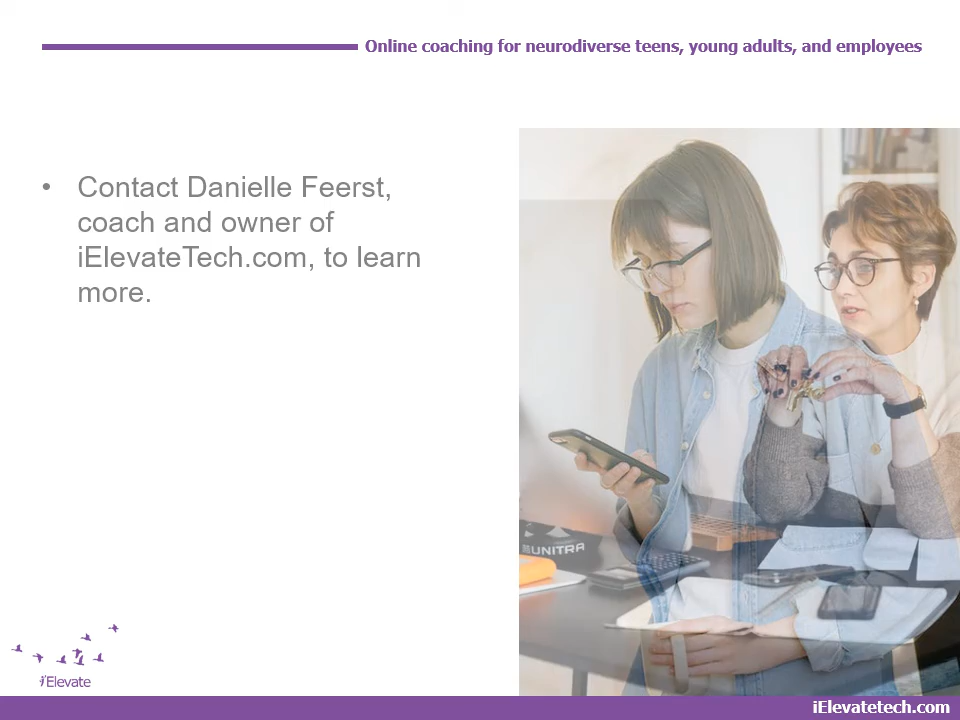 Online coaching for neurodiverse teens, young adults, and employees
• Contact Danielle Feerst,
coach and owner of
iElevateTech.com, to learn
more.
UNITRA
iElevate
iElevatetech.com